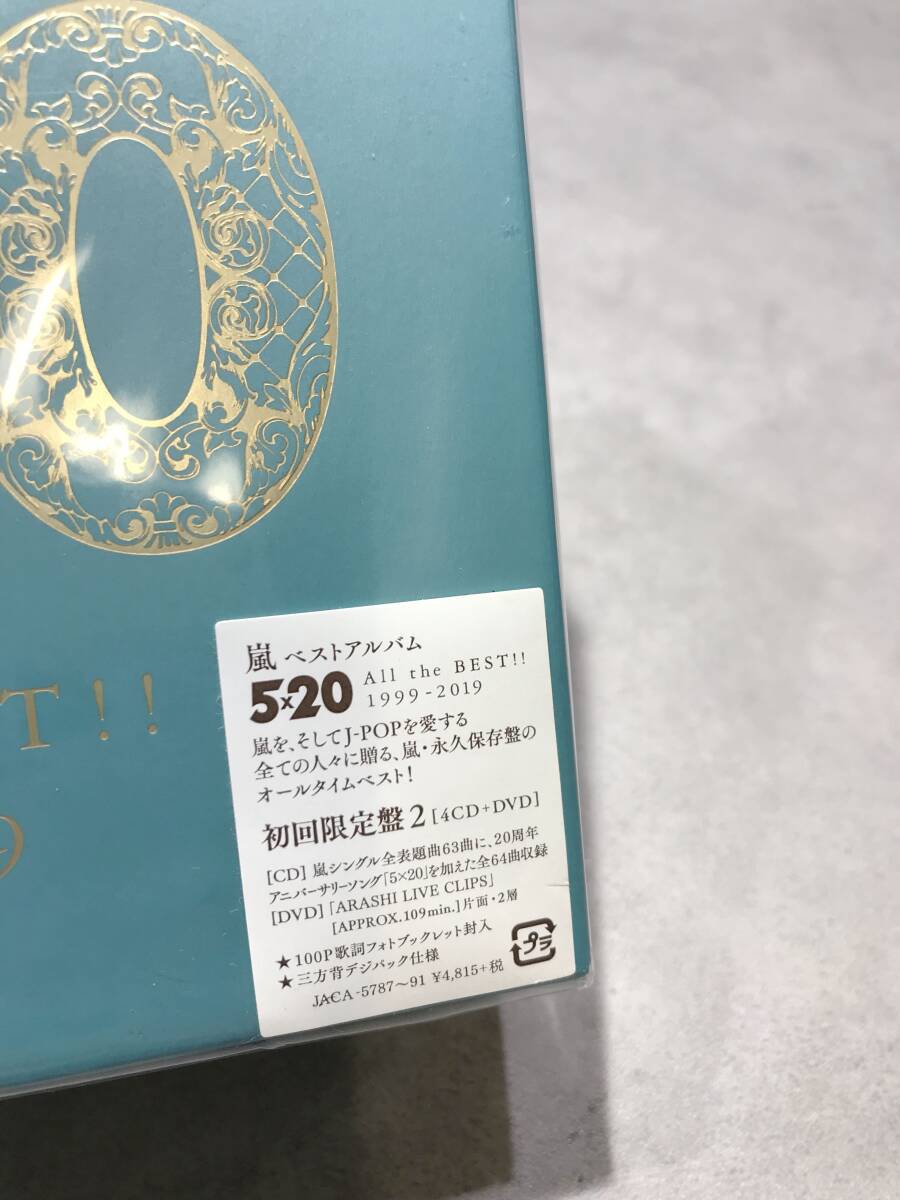 0
T!!
9
嵐 ベストアルバム
5×20 All the BEST!!
1999-2019
嵐を、そしてJ-POPを愛する
全ての人々に贈る、嵐・永久保存盤の
オールタイムベスト!
初回限定盤2[4CD+DVD]
[CD] 嵐シングル全表題曲63曲に、20周年
アニバーサリーソング「5×20」を加えた全64曲収録
[DVD]「ARASHI LIVE CLIPS」
[APPROX.109min.]片面・2層
★100P歌詞フォトブックレット封入
★三方背デジパック仕様
JACA-5787〜91 ¥4,815+税
プラ